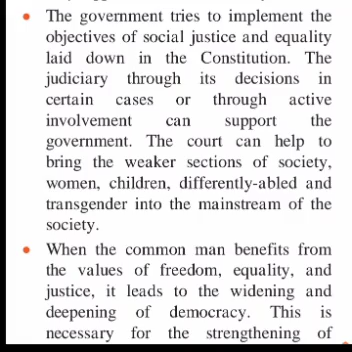 • The government tries to implement the
objectives of social justice and equality
laid down in the Constitution. The
judiciary through its decisions in
certain cases or through active
involvement can support the
government. The court can help to
bring the weaker sections of society,
women, children, differently-abled and
transgender into the mainstream of the
society.
• When the common man benefits from
the values of freedom, equality, and
justice, it leads to the widening and
deepening of democracy. This is
necessary for the strengthening of